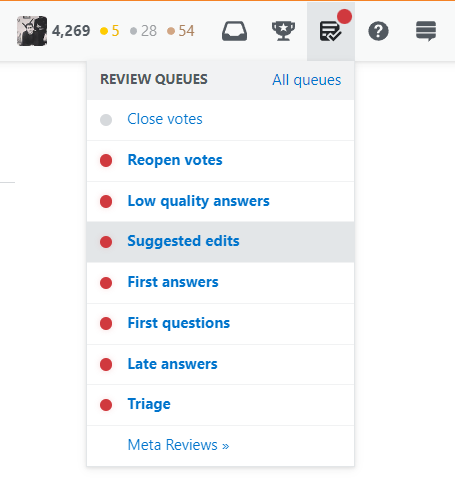 4,269 5 28 54
REVIEW QUEUES All queues
Close votes
Reopen votes
Low quality answers
Suggested edits
First answers
First questions
Late answers
Triage
Meta Reviews »